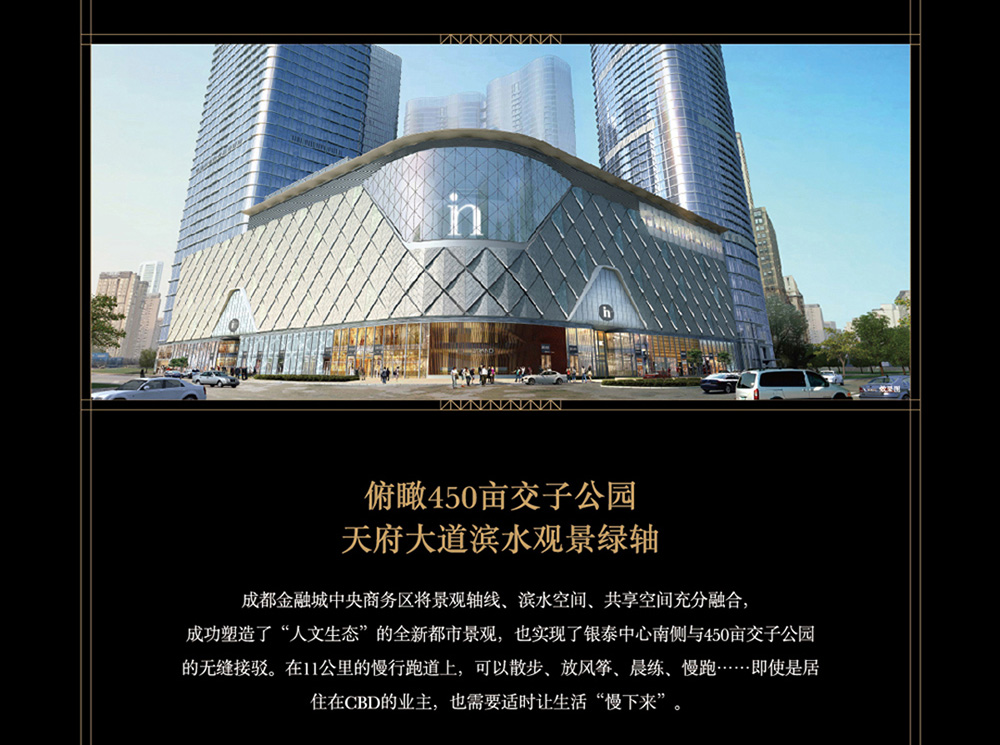 in
in
in
效果图
俯瞰450亩交子公园
天府大道滨水观景绿轴
成都金融城中央商务区将景观轴线、滨水空间、共享空间充分融合，
成功塑造了“人文生态”的全新都市景观，也实现了银泰中心南侧与450亩交子公园
的无缝接驳。在11公里的慢行跑道上，可以散步、放风筝、晨练、慢跑……即使是居
住在CBD的业主，也需要适时让生活“慢下来”。